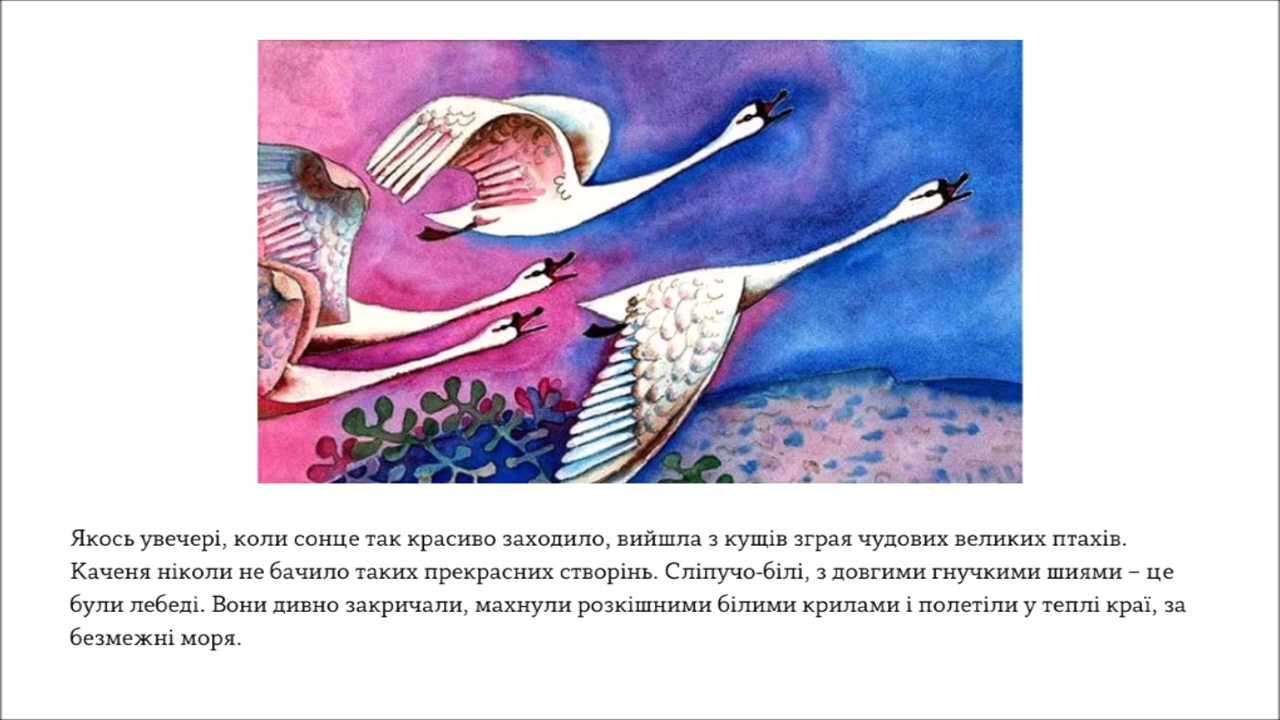 Якось увечері, коли сонце так красиво заходило, вийшла з кущів зграя чудових великих птахів.
Каченя ніколи не бачило таких прекрасних створінь. Сліпучо-білі, з довгими гнучкими шиями – це
були лебеді. Вони дивно закричали, махнули розкішними білими крилами і полетіли у теплі краї, за
безмежні моря.